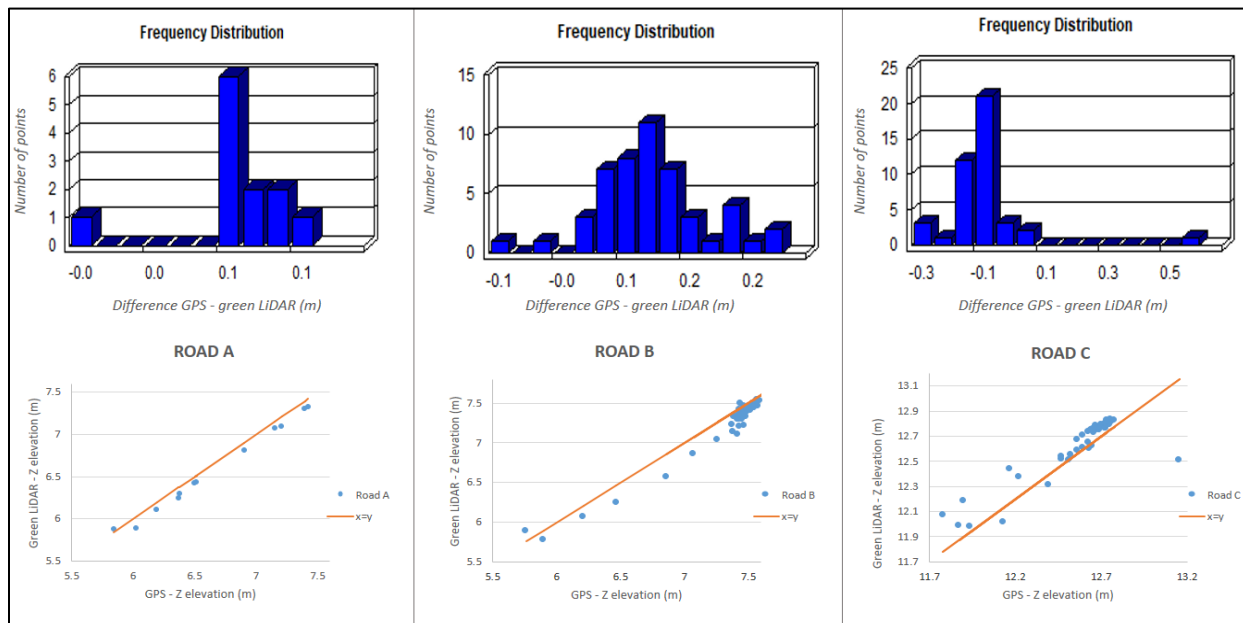 Frequency Distribution
Number of points
6
5
4
3
2
1
0
-0.0 0.0 0.1 0.1
Difference GPS - green LiDAR (m)
Frequency Distribution
Number of points
15
10
5
0
-0.1 -0.0 0.1 0.2 0.2
Difference GPS - green LiDAR (m)
Frequency Distribution
Number of points
25
20
15
10
5
0
-0.3 -0.1 0.1 0.3 0.5
Difference GPS - green LiDAR (m)
ROAD A
Green LiDAR - Z elevation (m)
7.5
7
6.5
6
5.5
5.5 6 6.5 7 7.5
GPS - Z elevation (m)
Road A
x=y
ROAD B
Green LiDAR - Z elevation (m)
7.5
7
6.5
6
5.5
5.5 6 6.5 7 7.5
GPS - Z elevation (m)
Road B
x=y
ROAD C
Green LiDAR - Z elevation (m)
13.1
12.9
12.7
12.5
12.3
12.1
11.9
11.7
11.7 12.2 12.7 13.2
GPS - Z elevation (m)
Road C
x=y